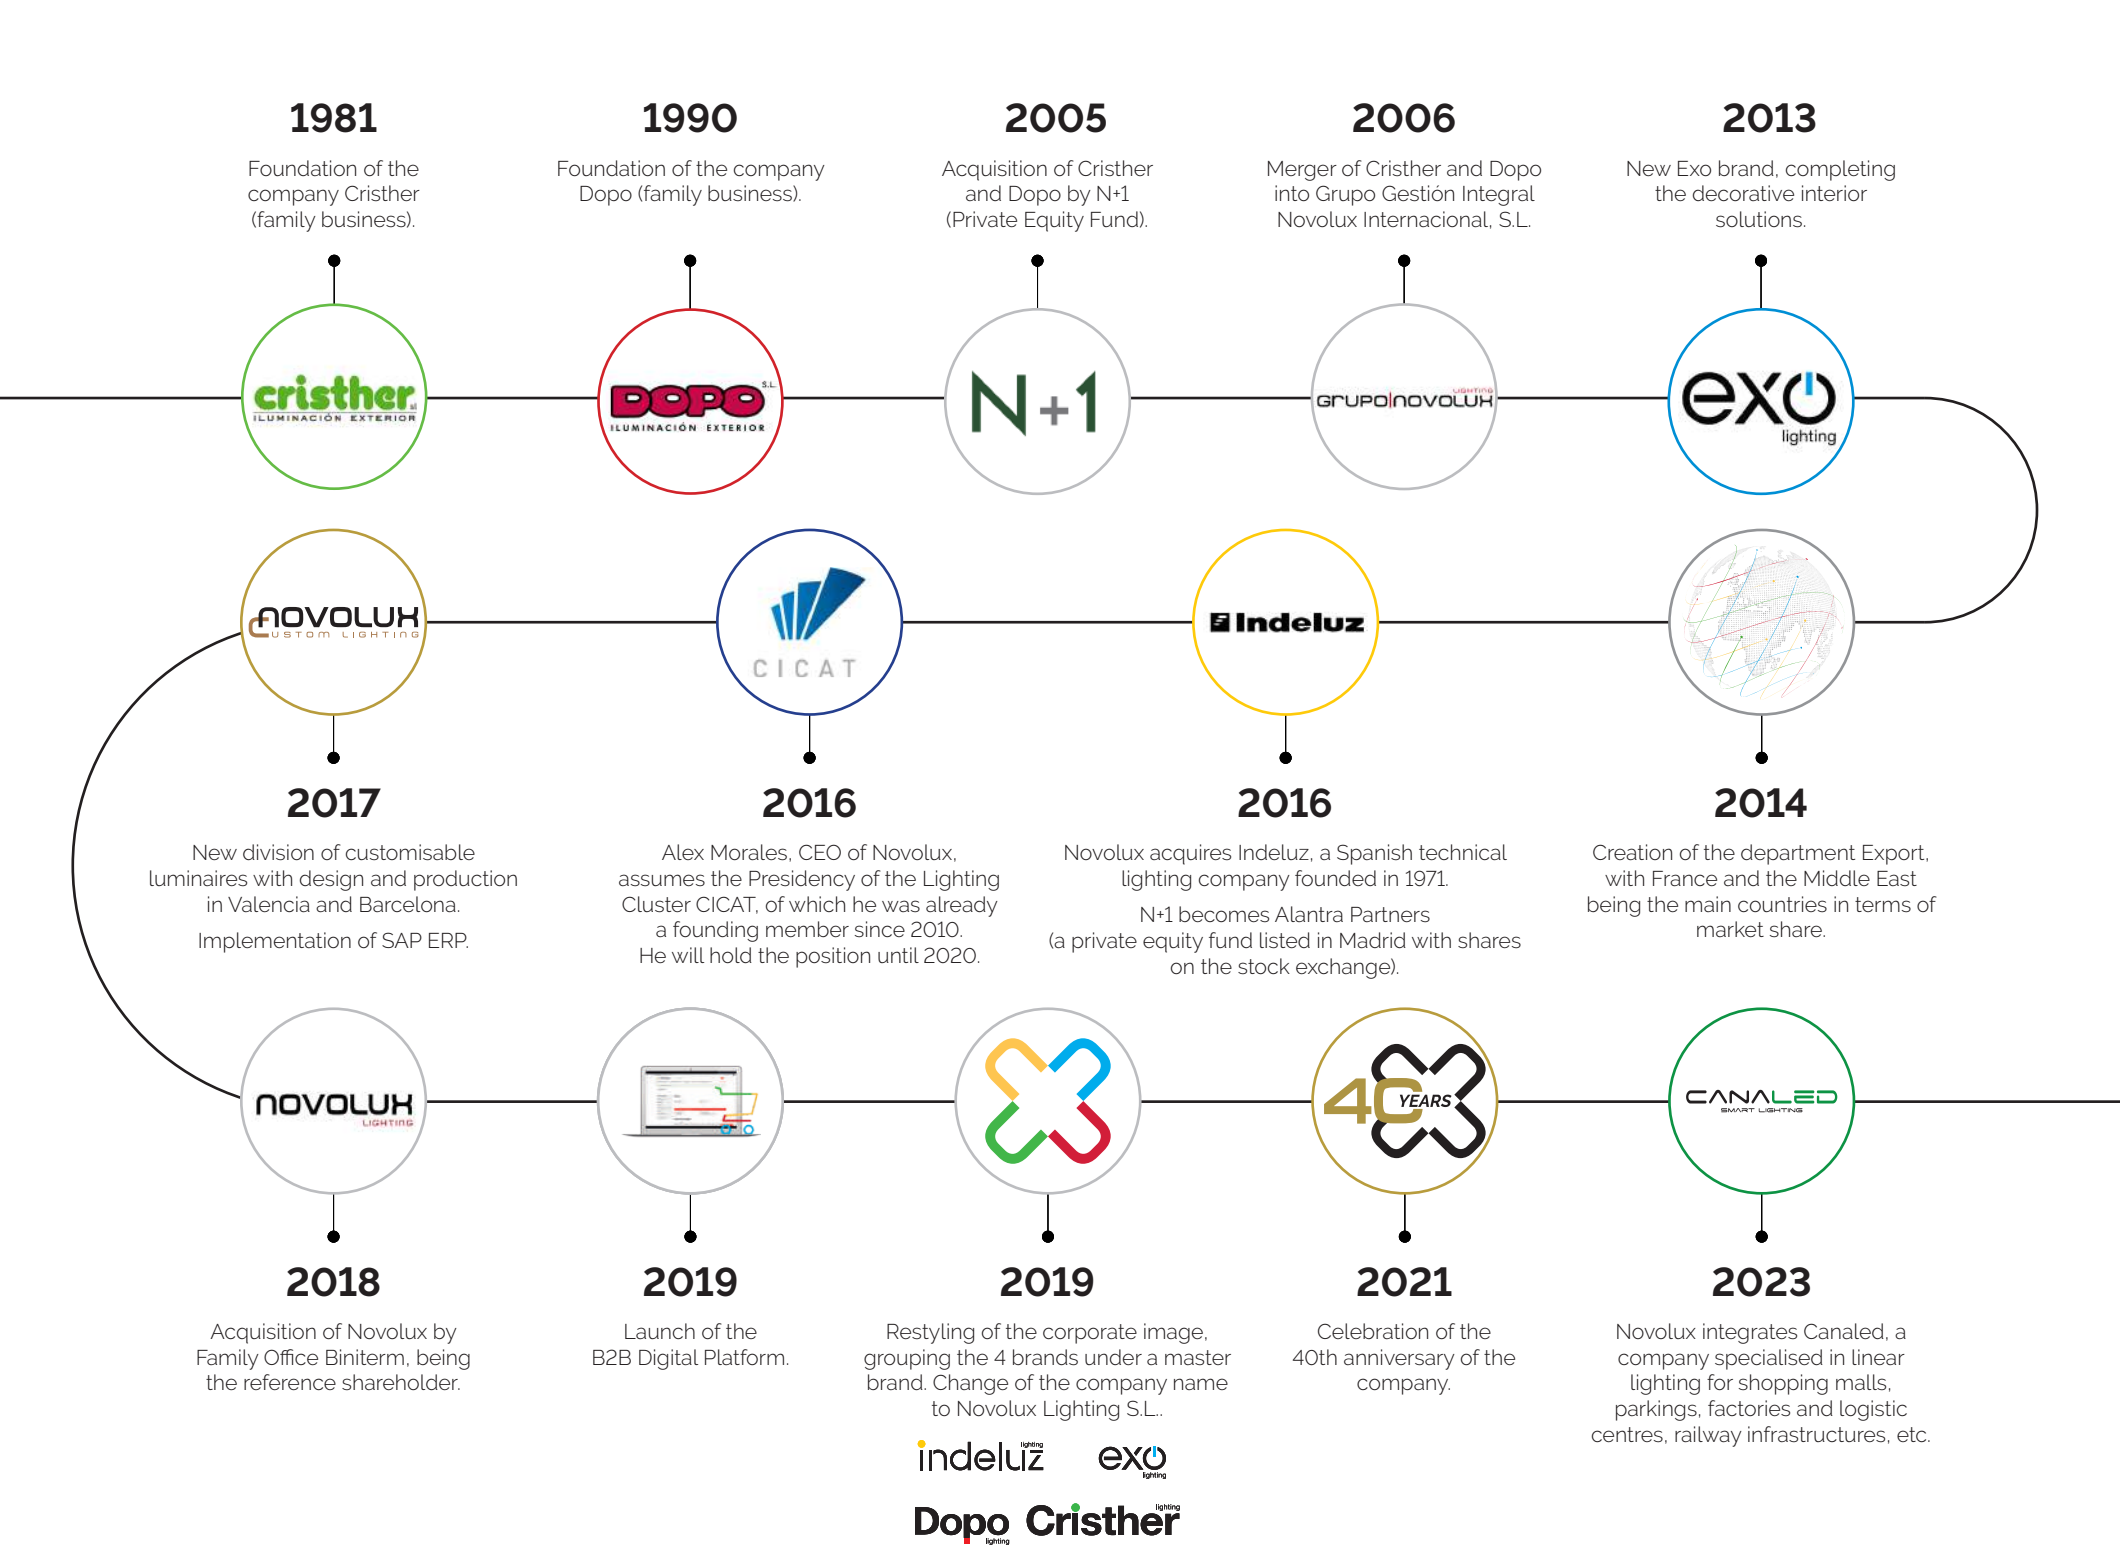 1981
Foundation of the
company Cristher
(family business).
1990
Foundation of the company
Dopo (family business).
2005
Acquisition of Cristher
and Dopo by N+1
(Private Equity Fund).
2006
Merger of Cristher and Dopo
into Grupo Gestión Integral
Novolux Internacional, S.L.
2013
New Exo brand, completing
the decorative interior
solutions.
cristher sl
ILUMINACIÓN EXTERIOR
DOPO S.L.
ILUMINACIÓN EXTERIOR
N+1
LIGHTING
GRUPO|NOVOLUX
exo
lighting
NOVOLUX
CUSTOM LIGHTING
CICAT
Indeluz
2017
New division of customisable
luminaires with design and production
in Valencia and Barcelona.
Implementation of SAP ERP.
2016
Alex Morales, CEO of Novolux,
assumes the Presidency of the Lighting
Cluster CICAT, of which he was already
a founding member since 2010.
He will hold the position until 2020.
2016
Novolux acquires Indeluz, a Spanish technical
lighting company founded in 1971.
N+1 becomes Alantra Partners
(a private equity fund listed in Madrid with shares
on the stock exchange).
2014
Creation of the department Export,
with France and the Middle East
being the main countries in terms of
market share.
NOVOLUX
LIGHTING
40 YEARS
CANALED
SMART LIGHTING
2018
Acquisition of Novolux by
Family Office Biniterm, being
the reference shareholder.
2019
Launch of the
B2B Digital Platform.
2019
Restyling of the corporate image,
grouping the 4 brands under a master
brand. Change of the company name
to Novolux Lighting S.L..
indeluz lighting
exo lighting
Dopo lighting
Cristher lighting
2021
Celebration of the
40th anniversary of the
company.
2023
Novolux integrates Canaled, a
company specialised in linear
lighting for shopping malls,
parkings, factories and logistic
centres, railway infrastructures, etc.